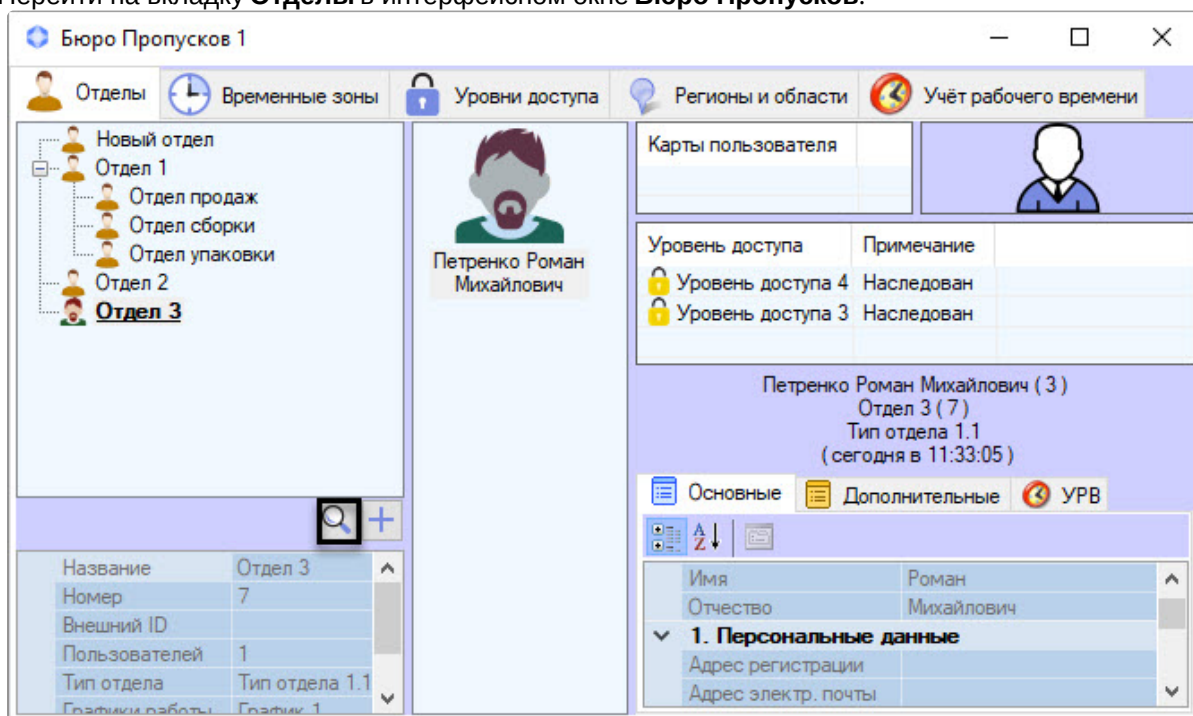 Перейти на вкладку Отделы в интерфейсном окне Бюро Пропусков.
Бюро Пропусков 1
Отделы
Временные зоны
Уровни доступа
Регионы и области
Учёт рабочего времени
Новый отдел
Отдел 1
Отдел продаж
Отдел сборки
Отдел упаковки
Отдел 2
Отдел 3
Петренко Роман
Михайлович
Карты пользователя
Уровень доступа Примечание
Уровень доступа 4 Наследован
Уровень доступа 3 Наследован
Петренко Роман Михайлович ( 3 )
Отдел 3 ( 7 )
Тип отдела 1.1
( сегодня в 11:33:05 )
Основные
Дополнительные
УРВ
Название Отдел 3
Номер 7
Внешний ID
Пользователей 1
Тип отдела Тип отдела 1.1
Графики работы График 1
Имя Роман
Отчество Михайлович
1. Персональные данные
Адрес регистрации
Адрес электр. почты